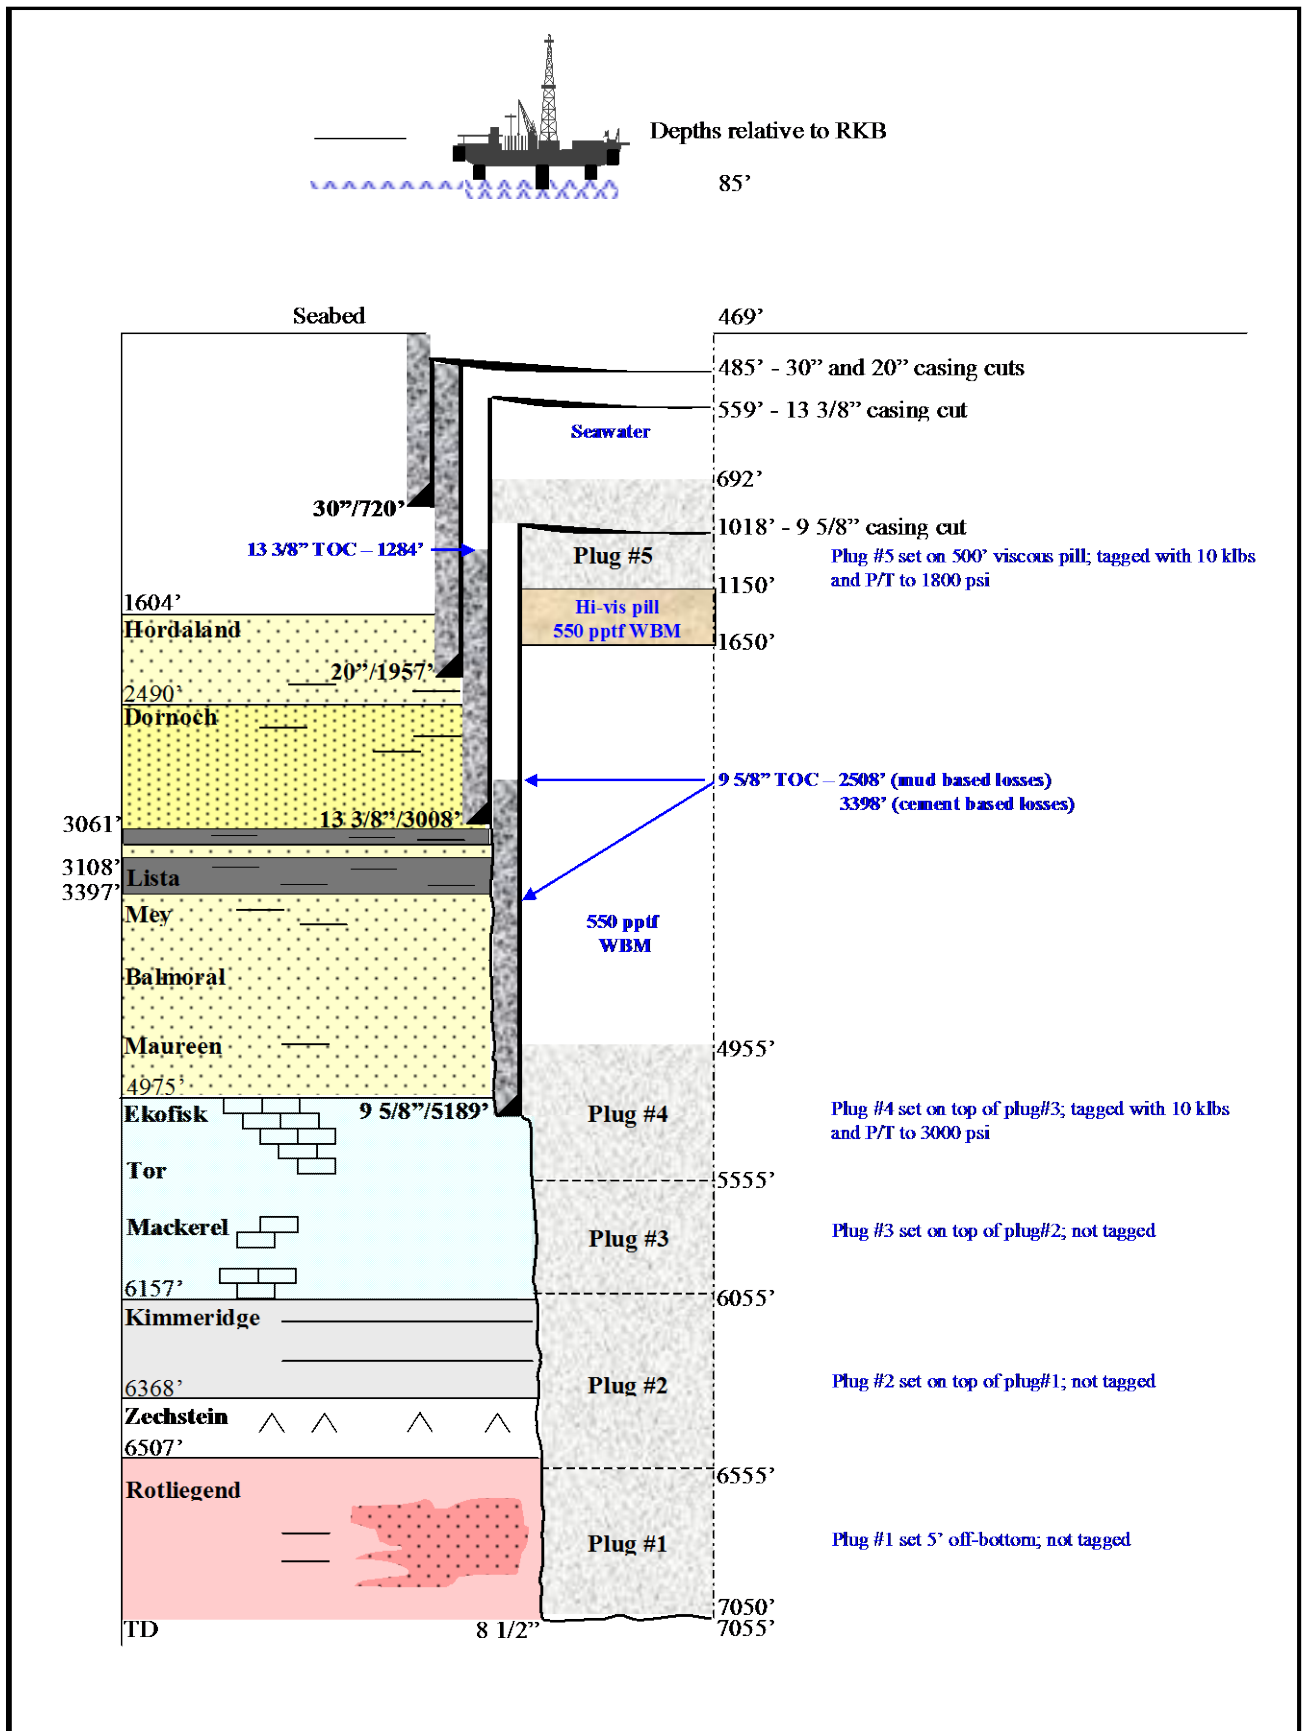 Depths relative to RKB
85’
Seabed
469’
485’ - 30” and 20” casing cuts
559’ - 13 3/8” casing cut
Seawater
692’
30”/720’
1018’ - 9 5/8” casing cut
13 3/8” TOC – 1284’
Plug #5
Plug #5 set on 500’ viscous pill; tagged with 10 klbs
and P/T to 1800 psi
1150’
1604’
Hi-vis pill
550 pptf WBM
Hordaland
1650’
20”/1957’
2490’
Dornoch
9 5/8” TOC – 2508’ (mud based losses)
3398’ (cement based losses)
13 3/8”/3008’
3061’
3108’
Lista
3397’
Mey
550 pptf
WBM
Balmoral
Maureen
4955’
4975’
Ekofisk
9 5/8”/5189’
Plug #4
Plug #4 set on top of plug#3; tagged with 10 klbs
and P/T to 3000 psi
Tor
5555’
Mackerel
Plug #3
Plug #3 set on top of plug#2; not tagged
6157’
6055’
Kimmeridge
6368’
Plug #2
Plug #2 set on top of plug#1; not tagged
Zechstein
6507’
6555’
Rotliegend
Plug #1
Plug #1 set 5’ off-bottom; not tagged
7050’
TD
8 1/2”
7055’